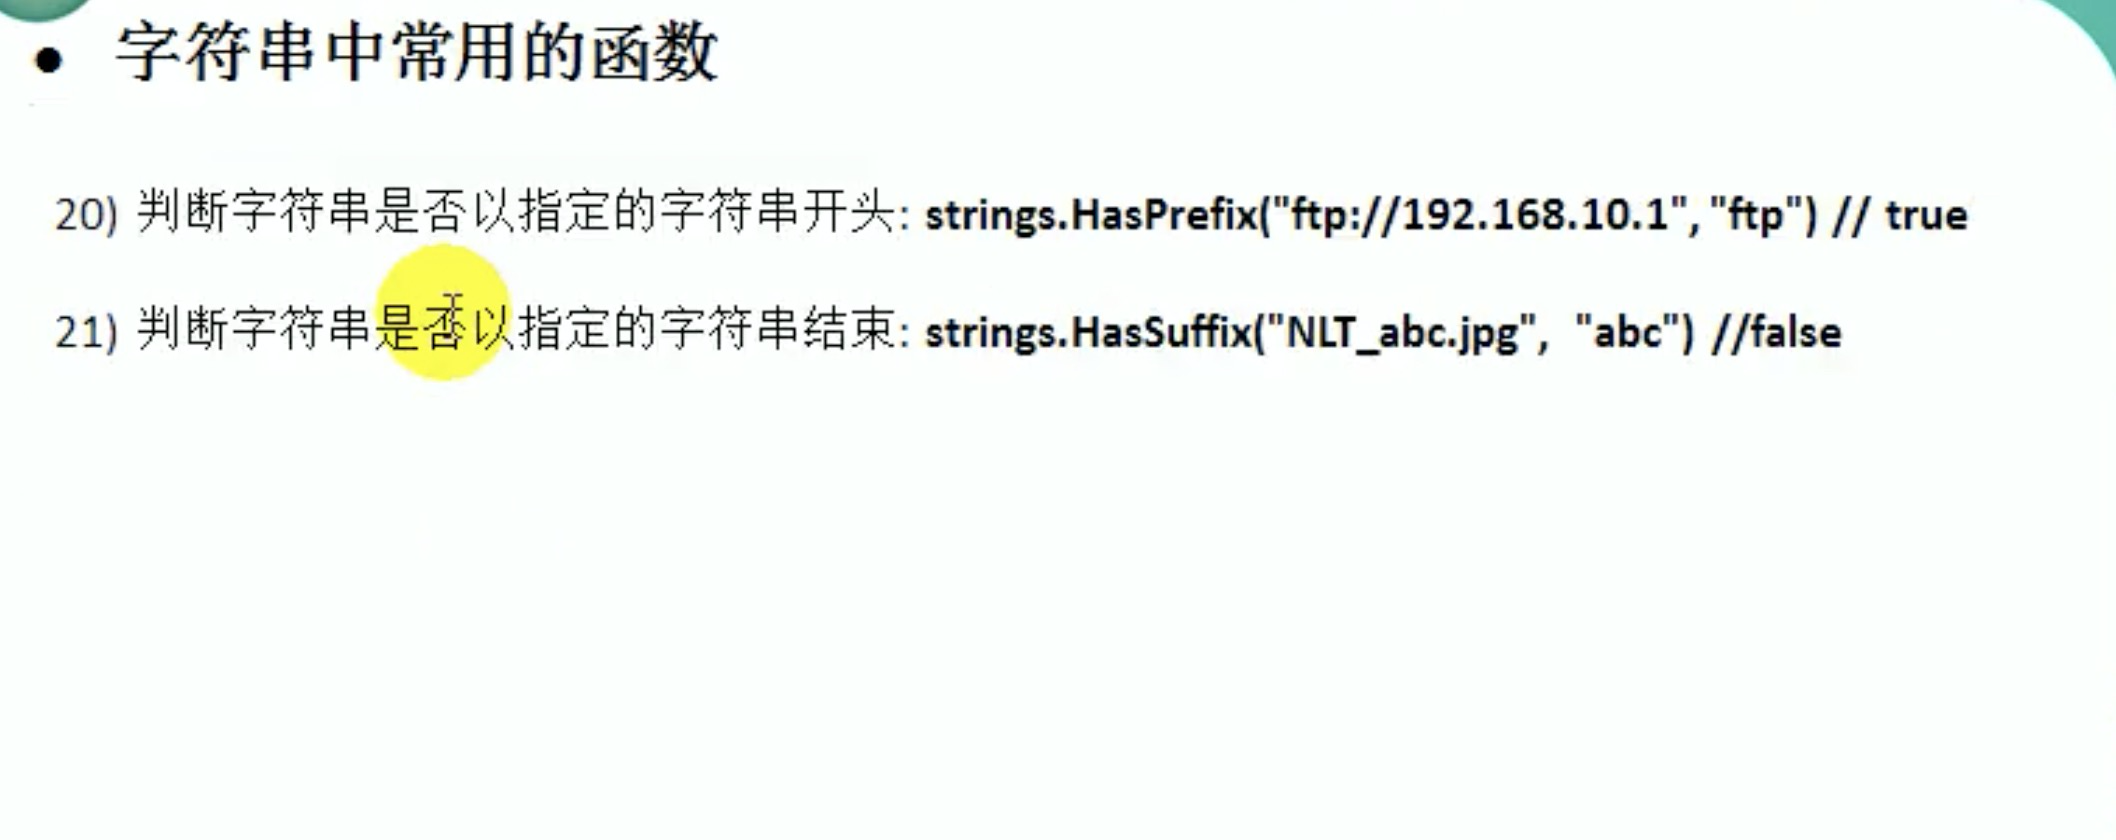 • 字符串中常用的函数
20) 判断字符串是否以指定的字符串开头: strings.HasPrefix("ftp://192.168.10.1", "ftp") // true
21) 判断字符串是否以指定的字符串结束: strings.HasSuffix("NLT_abc.jpg", "abc") //false